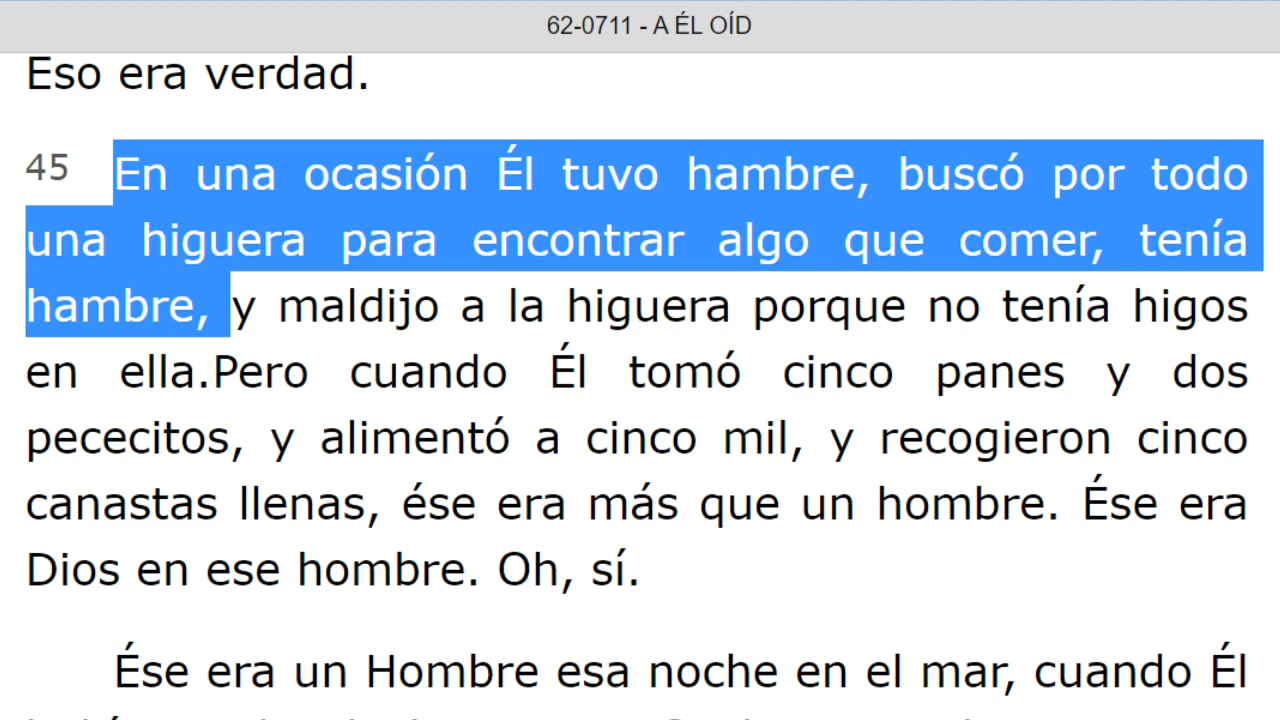 62-0711 - A ÉL OÍD
Eso era verdad.
45 En una ocasión Él tuvo hambre, buscó por todo
una higuera para encontrar algo que comer, tenía
hambre, y maldijo a la higuera porque no tenía higos
en ella.Pero cuando Él tomó cinco panes y dos
pececitos, y alimentó a cinco mil, y recogieron cinco
canastas llenas, ése era más que un hombre. Ése era
Dios en ese hombre. Oh, sí.
Ése era un Hombre esa noche en el mar, cuando Él